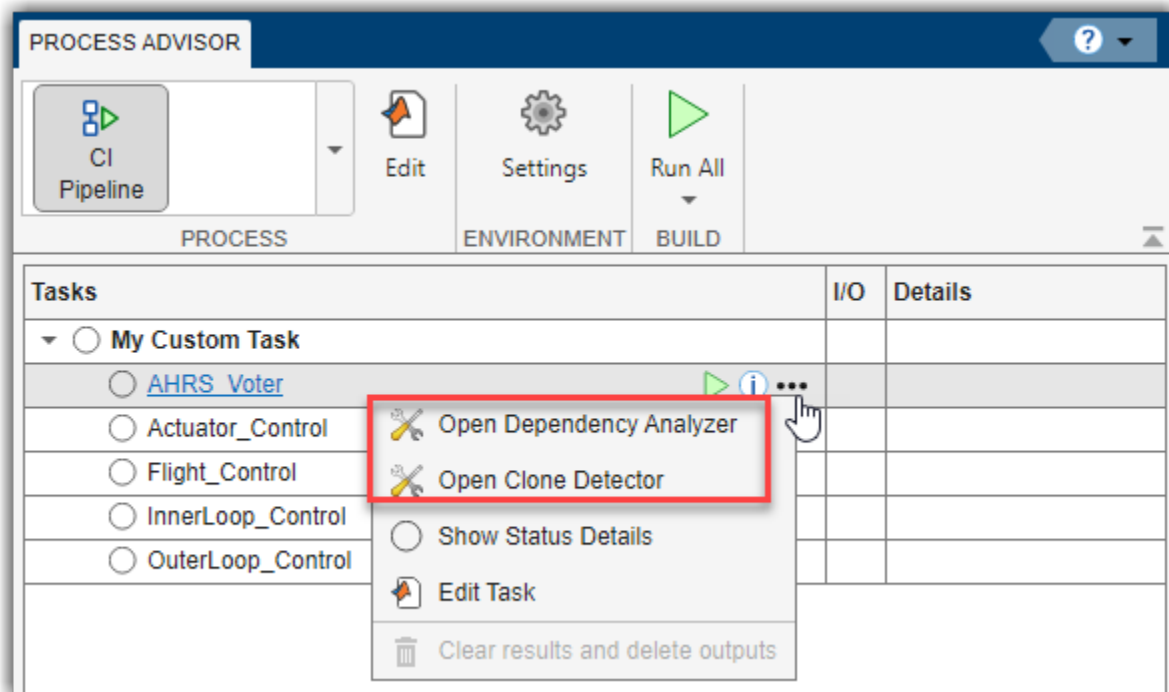 PROCESS ADVISOR
?
CI
Pipeline
Edit
Settings
Run All
PROCESS
ENVIRONMENT
BUILD
Tasks I/O Details
My Custom Task
AHRS_Voter i
Actuator_Control
Flight_Control
InnerLoop_Control
OuterLoop_Control
Open Dependency Analyzer
Open Clone Detector
Show Status Details
Edit Task
Clear results and delete outputs